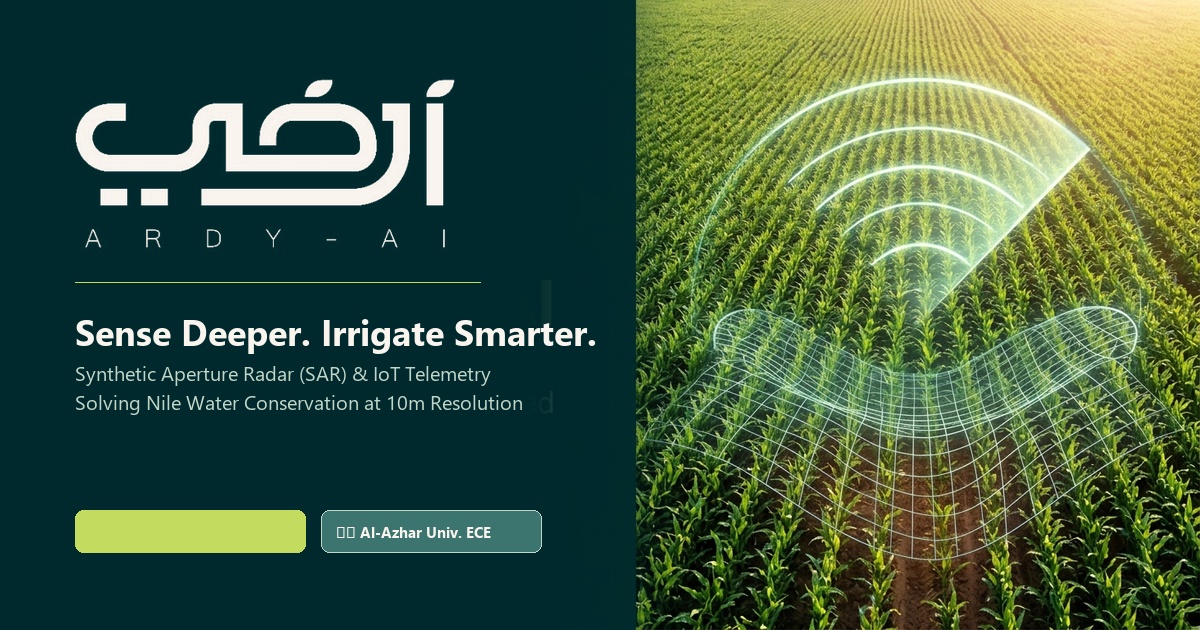 أرضي
ARDY-AI
Sense Deeper. Irrigate Smarter.
Synthetic Aperture Radar (SAR) & IoT Telemetry
Solving Nile Water Conservation at 10m Resolution
Al-Azhar Univ. ECE